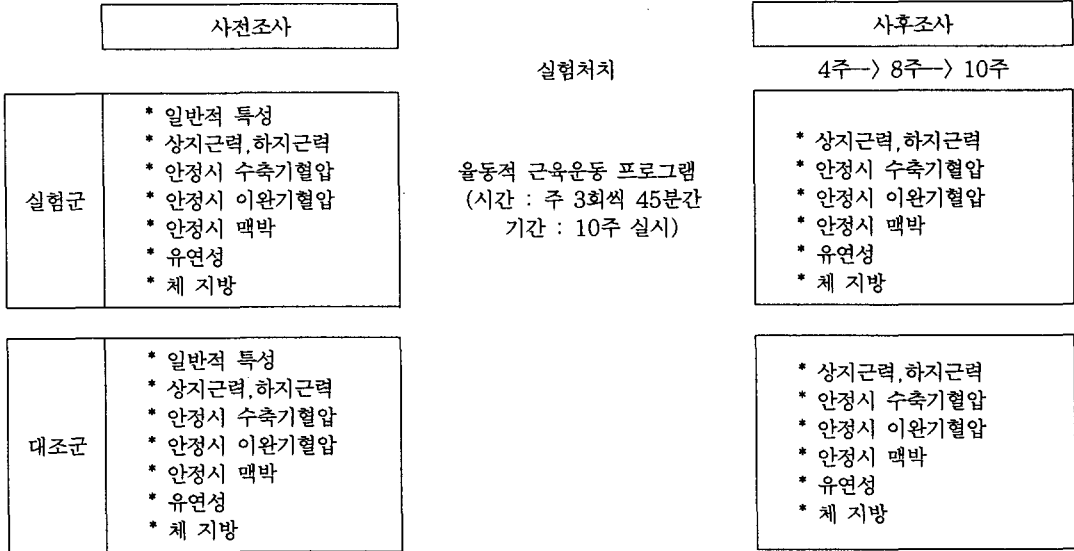 사전조사
사후조사
실험처치
4주—〉 8주—〉 10주
실험군
* 일반적 특성
* 상지근력,하지근력
* 안정시 수축기혈압
* 안정시 이완기혈압
* 안정시 맥박
* 유연성
* 체 지방
율동적 근육운동 프로그램
(시간 : 주 3회씩 45분간
기간 : 10주 실시)
* 상지근력,하지근력
* 안정시 수축기혈압
* 안정시 이완기혈압
* 안정시 맥박
* 유연성
* 체 지방
대조군
* 일반적 특성
* 상지근력,하지근력
* 안정시 수축기혈압
* 안정시 이완기혈압
* 안정시 맥박
* 유연성
* 체 지방
* 상지근력,하지근력
* 안정시 수축기혈압
* 안정시 이완기혈압
* 안정시 맥박
* 유연성
* 체 지방